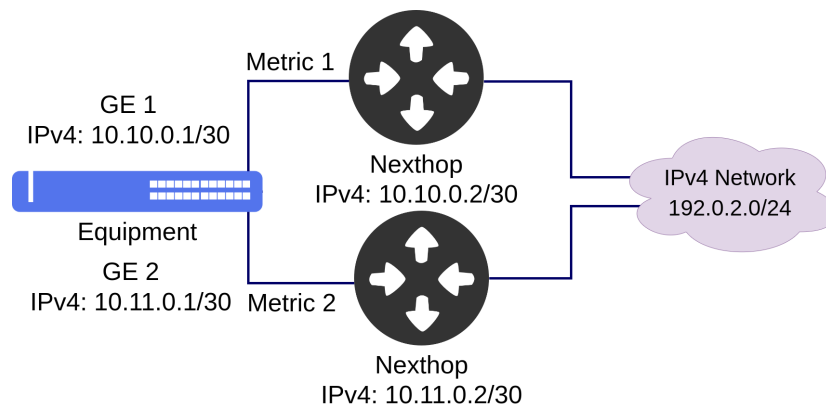 Metric 1
GE 1
IPv4: 10.10.0.1/30
Nexthop
IPv4: 10.10.0.2/30
IPv4 Network
192.0.2.0/24
Equipment
GE 2
IPv4: 10.11.0.1/30
Metric 2
Nexthop
IPv4: 10.11.0.2/30